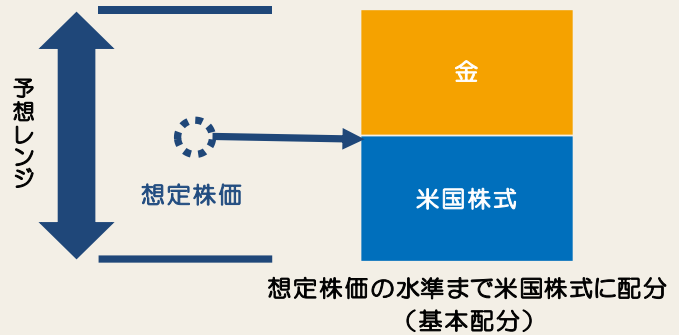 予想レンジ
想定株価
金
米国株式
想定株価の水準まで米国株式に配分
（基本配分）